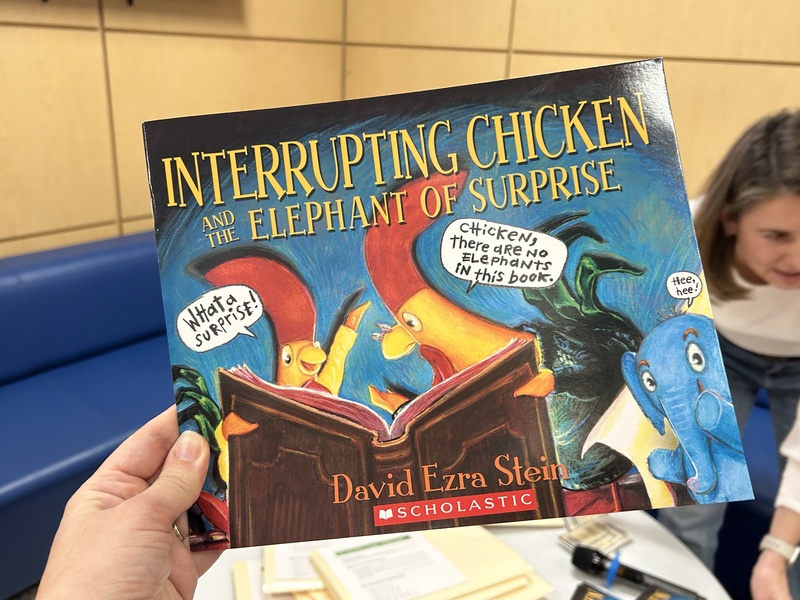 INTERRUPTING CHICKEN
AND THE ELEPHANT OF SURPRISE
WHat a
SURPRISE!
CHICKEN,
there aRe NO
ELePHaNTS
IN this book.
Hee,
hee!
David Ezra Stein
SCHOLASTIC